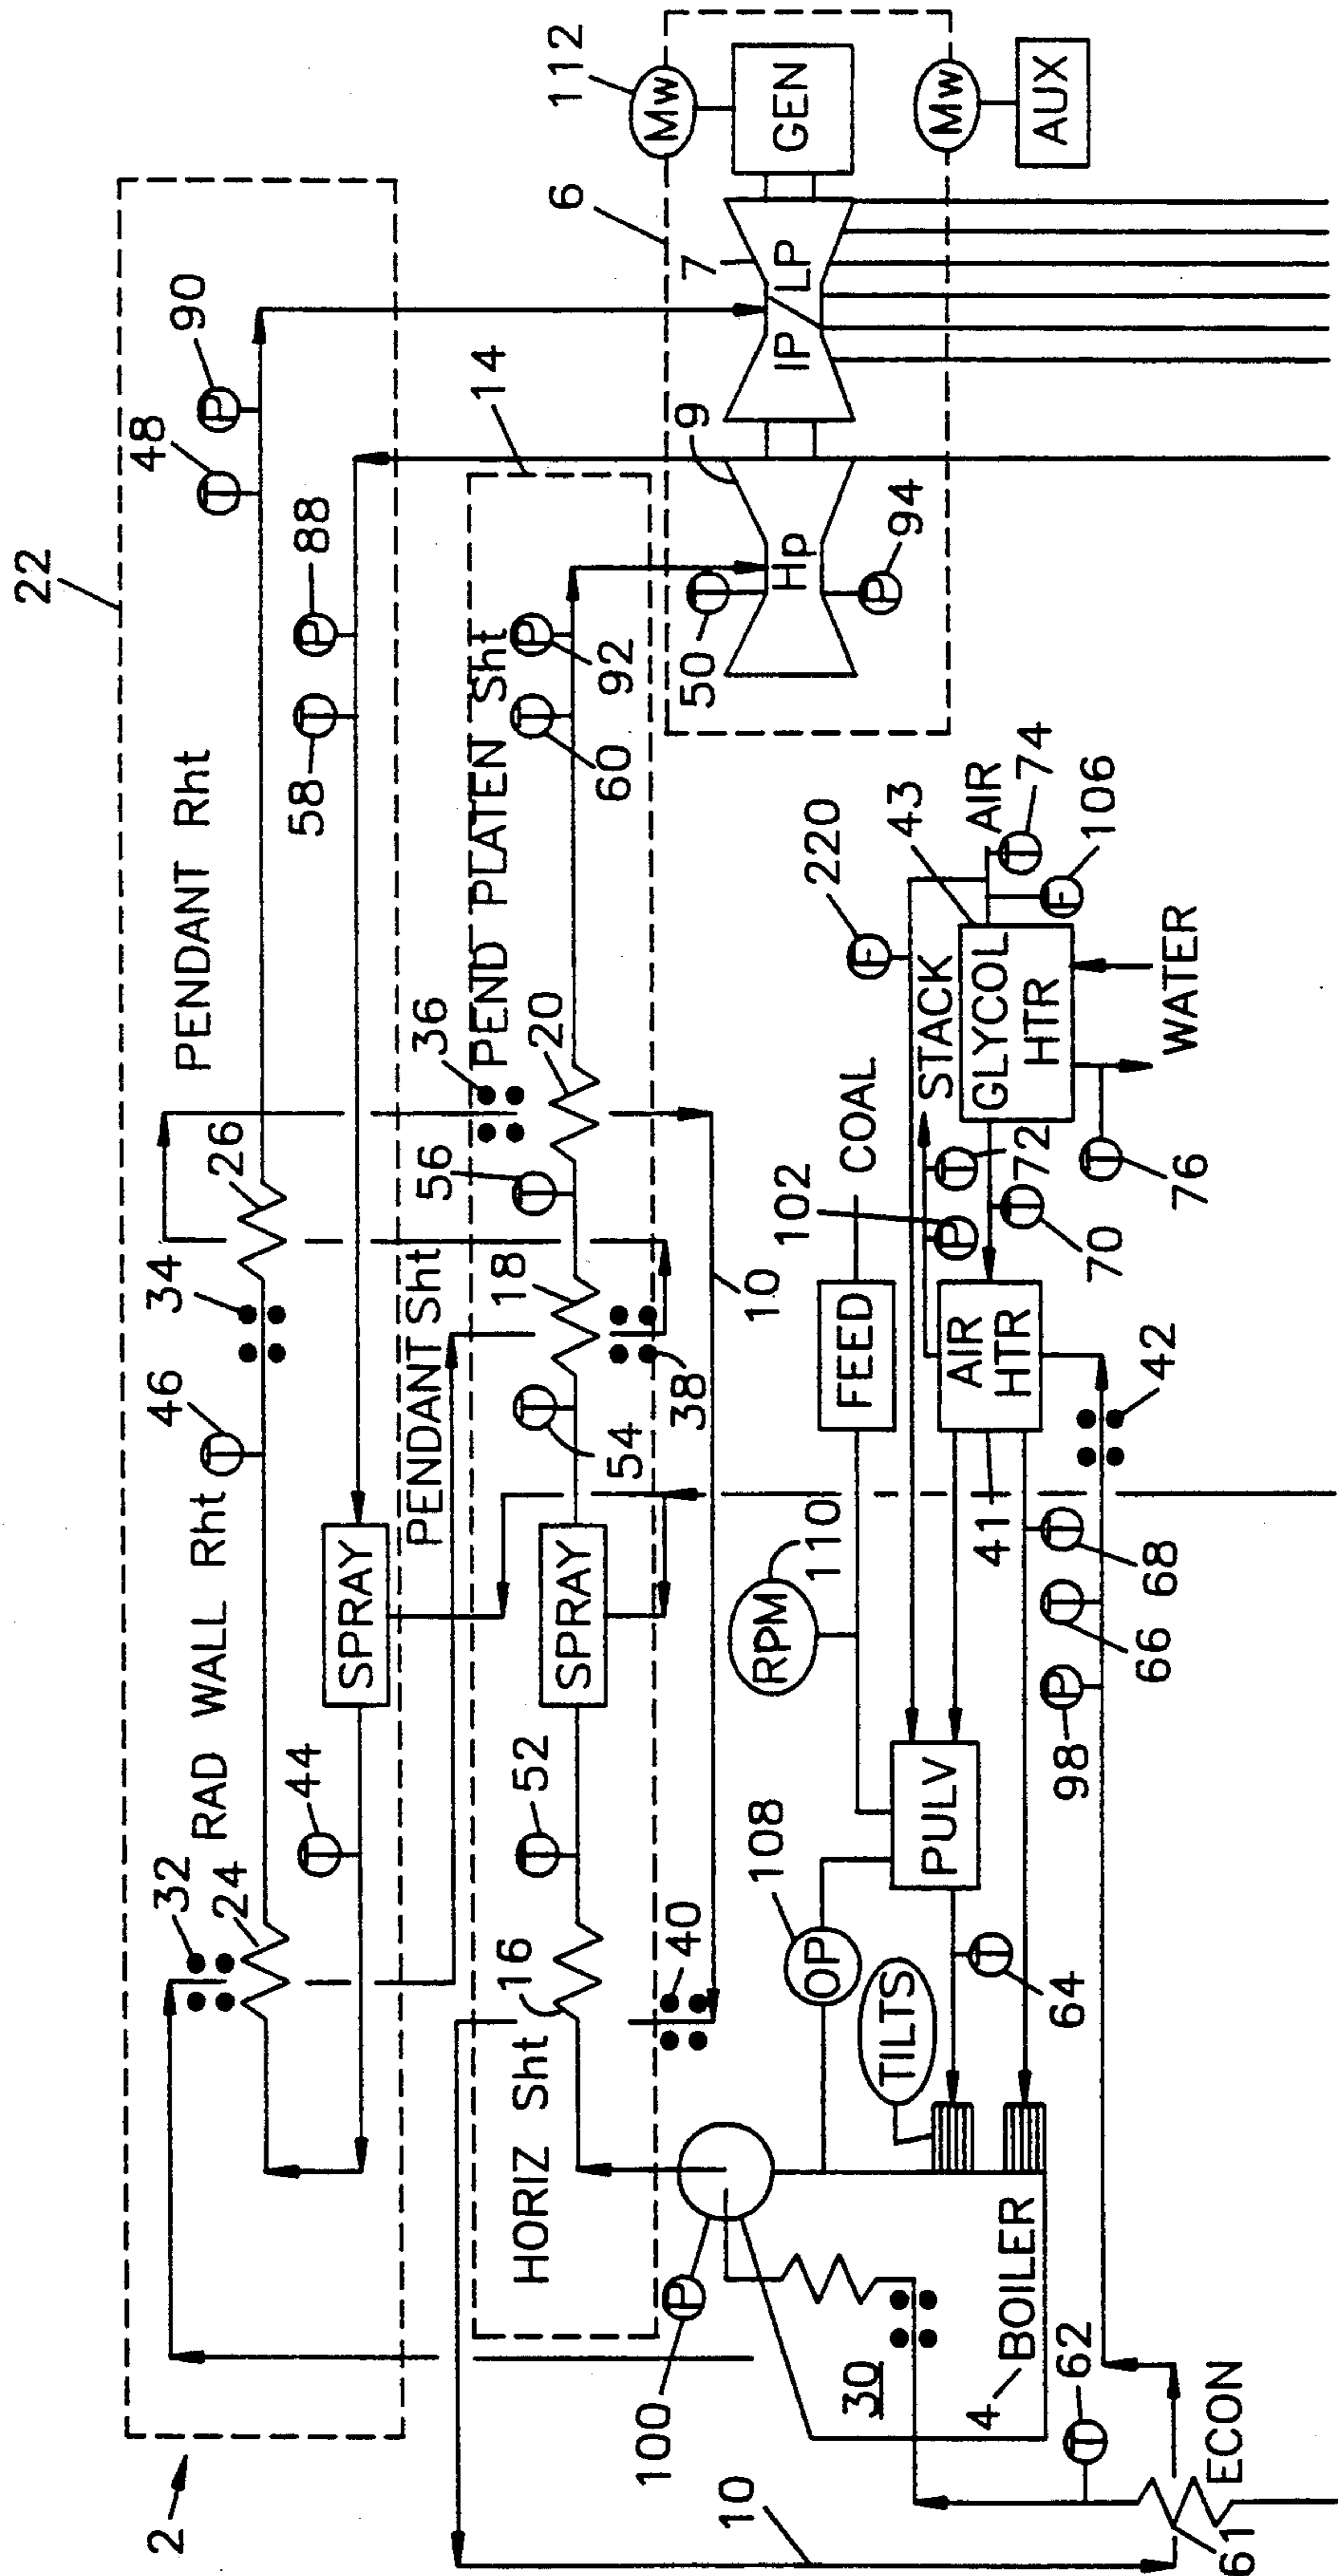 22
2
32
24
RAD WALL Rht
46
34
26
PENDANT Rht
T
T
P
48
90
44
T
SPRAY
58
T
88
P
PENDANT Sht
36
PEND PLATEN Sht
14
HORIZ Sht
16
52
T
SPRAY
T
54
18
38
56
T
20
T
60
P
92
40
10
10
100
P
6
112
Mw
GEN
7
LP
IP
9
Hp
50
T
P
94
Mw
AUX
30
4
BOILER
TILTS
OP
108
PULV
64
T
RPM
110
FEED
COAL
220
F
STACK
102
P
T
72
AIR
HTR
41
43
GLYCOL
HTR
AIR
T
74
F
106
T
70
T
76
WATER
98
P
T
66
T
68
42
62
T
61
ECON